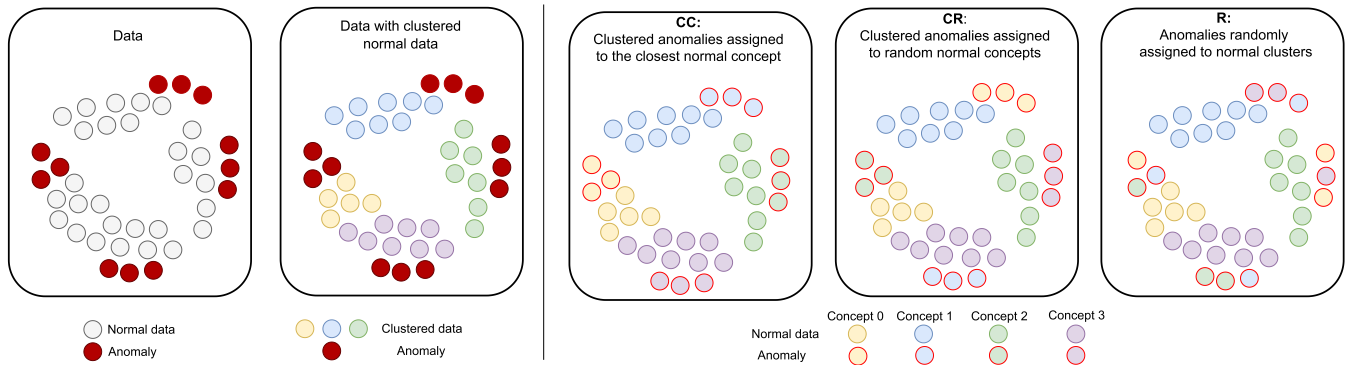 Data
Normal data
Anomaly
Data with clustered
normal data
Clustered data
Anomaly
CC:
Clustered anomalies assigned
to the closest normal concept
CR:
Clustered anomalies assigned
to random normal concepts
R:
Anomalies randomly
assigned to normal clusters
Concept 0 Concept 1 Concept 2 Concept 3
Normal data
Anomaly